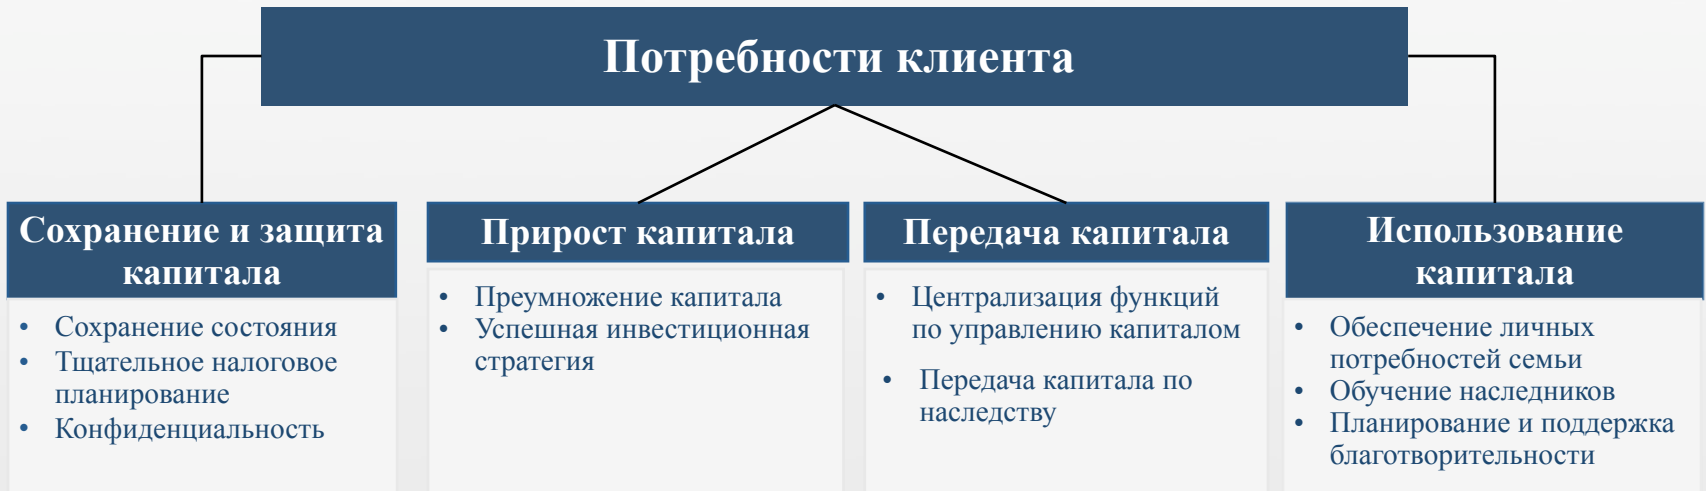 Потребности клиента
Сохранение и защита
капитала
• Сохранение состояния
• Тщательное налоговое
планирование
• Конфиденциальность
Прирост капитала
• Преумножение капитала
• Успешная инвестиционная
стратегия
Передача капитала
• Централизация функций
по управлению капиталом
• Передача капитала по
наследству
Использование
капитала
• Обеспечение личных
потребностей семьи
• Обучение наследников
• Планирование и поддержка
благотворительности